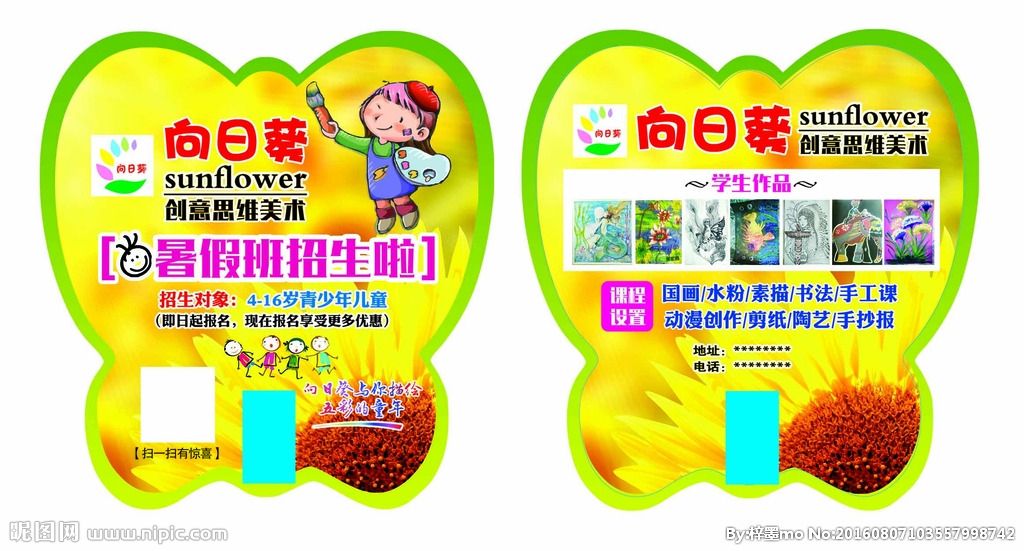 向日葵
向日葵
sunflower
创意思维美术
[暑假班招生啦]
招生对象：4-16岁青少年儿童
(即日起报名，现在报名享受更多优惠)
向日葵与你描绘
五彩的童年
【扫一扫有惊喜】
向日葵
向日葵
sunflower
创意思维美术
～学生作品～
课程
设置
国画/水粉/素描/书法/手工课
动漫创作/剪纸/陶艺/手抄报
地址：********
电话：********
昵图网 www.nipic.com
By:梓墨mo No:20160807103557998742